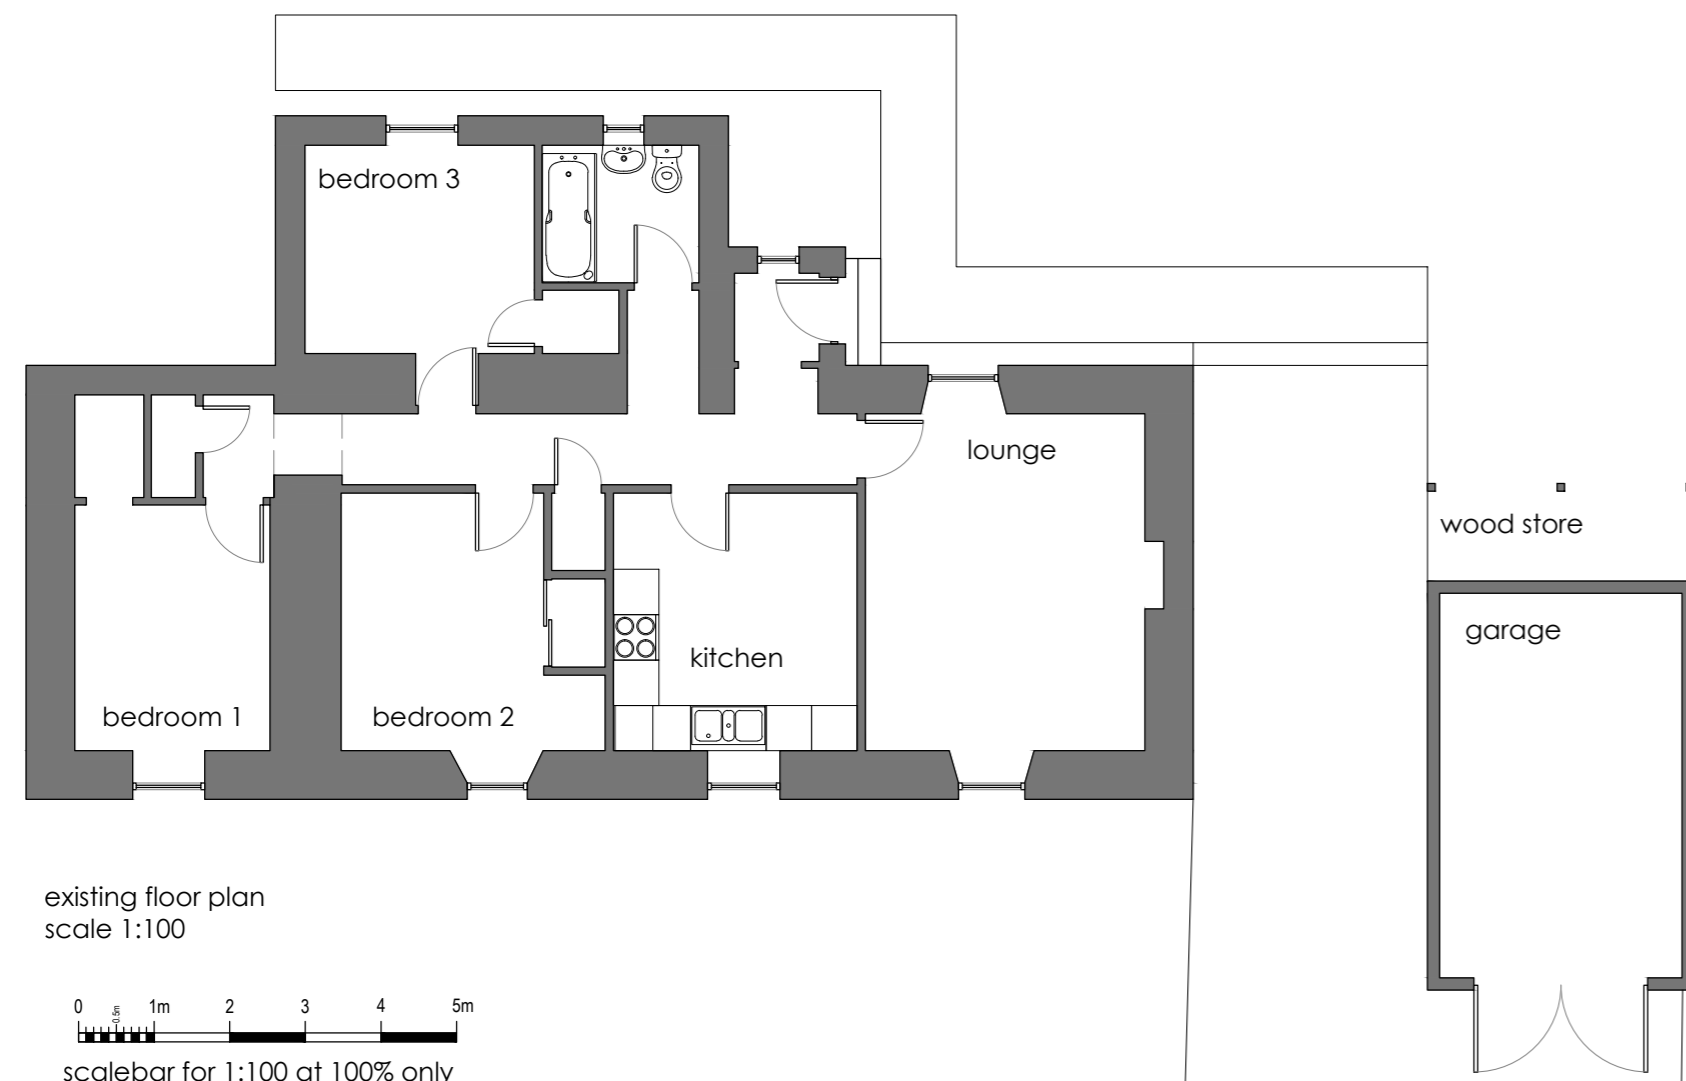 bedroom 3
lounge
wood store
garage
kitchen
bedroom 1
bedroom 2
existing floor plan
scale 1:100
0 0.5m 1m 2 3 4 5m
scalebar for 1:100 at 100% only